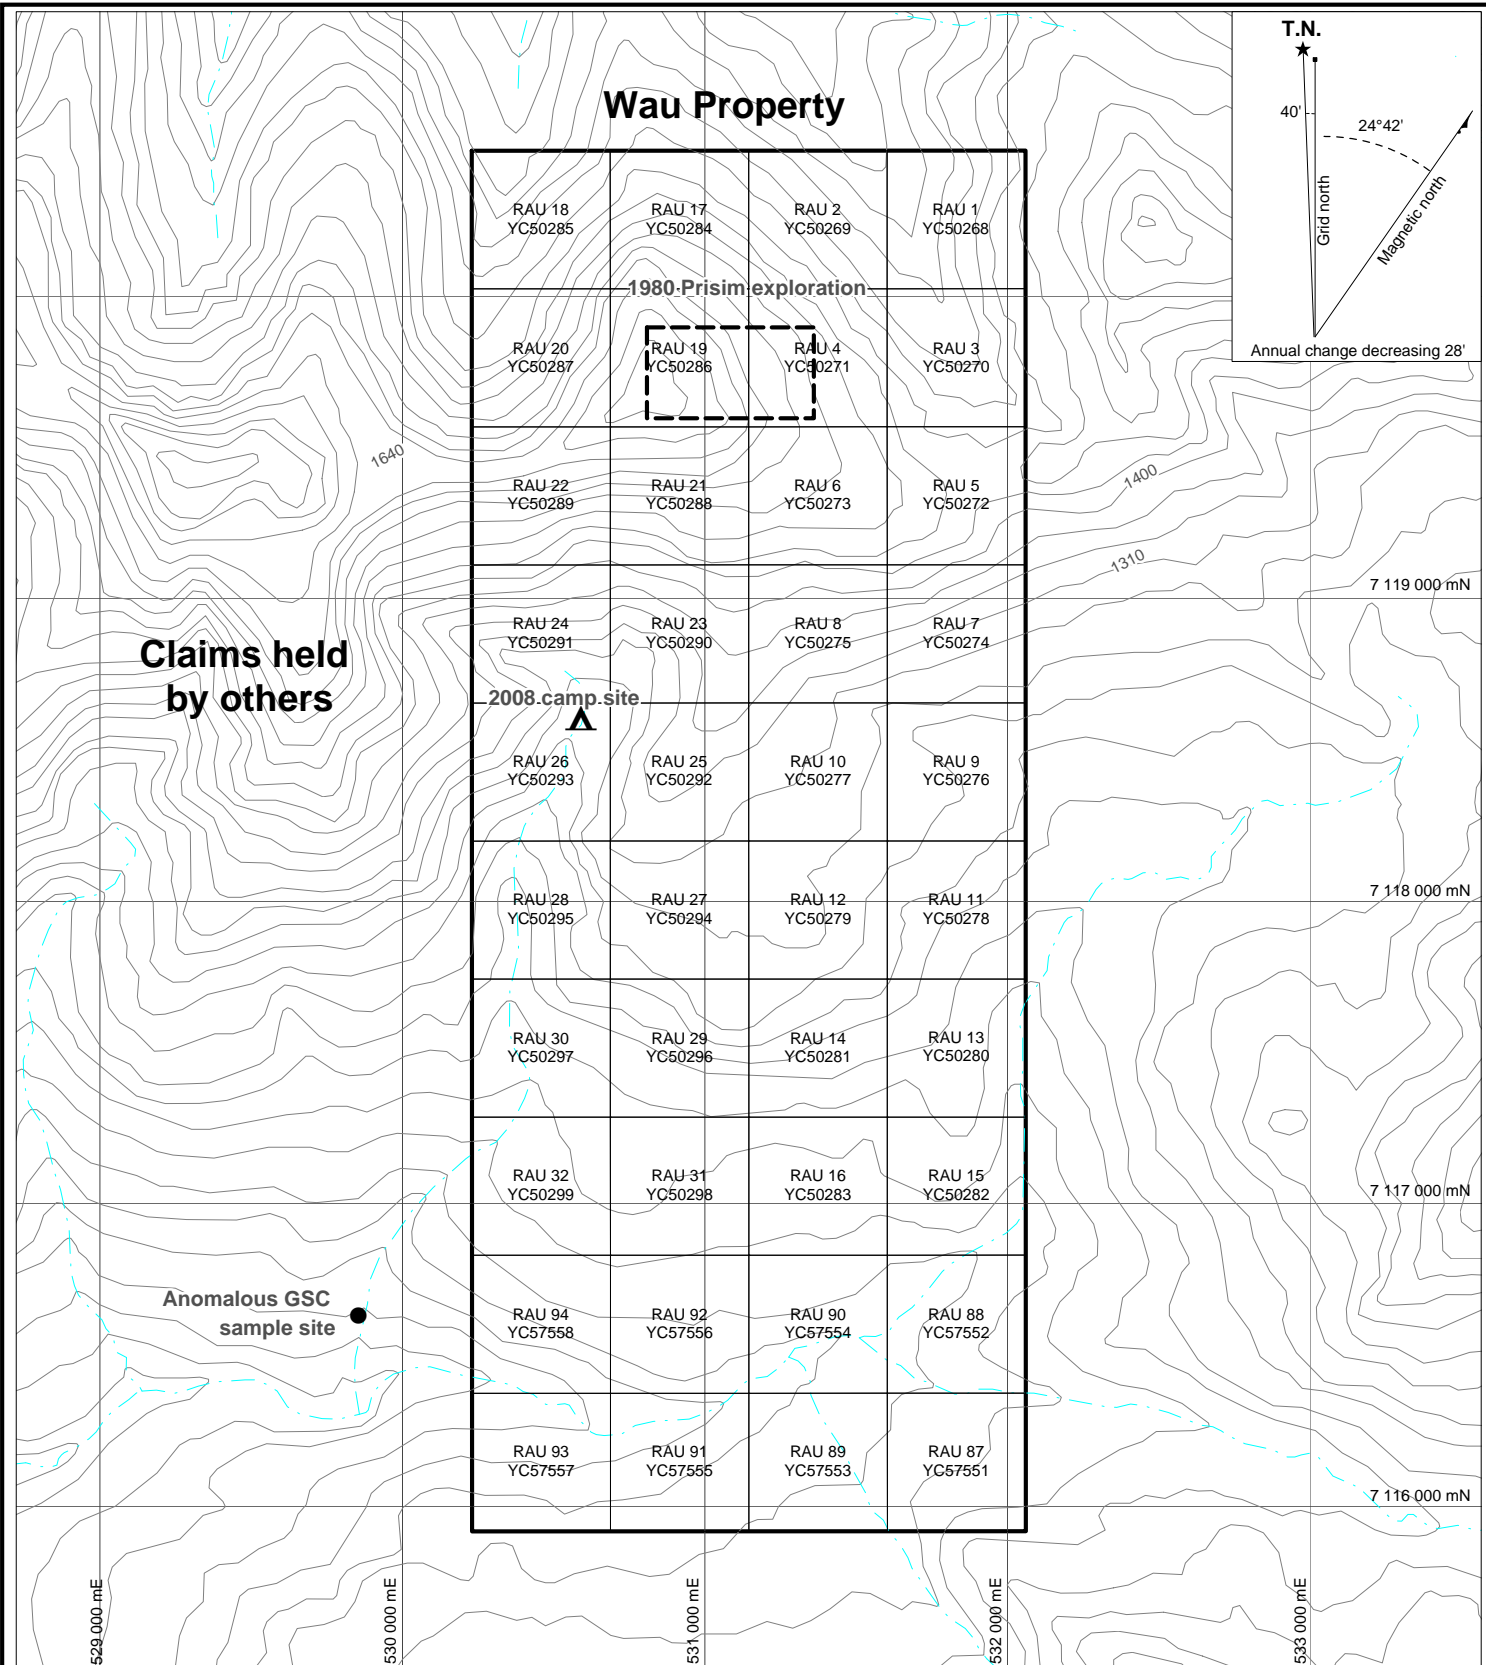 T.N.
40'
24°42'
Grid north
Magnetic north
Annual change decreasing 28'
Wau Property
RAU 18
YC50285
RAU 17
YC50284
RAU 2
YC50269
RAU 1
YC50268
1980 Prisim exploration
RAU 20
YC50287
RAU 19
YC50286
RAU 4
YC50271
RAU 3
YC50270
1640
1400
RAU 22
YC50289
RAU 21
YC50288
RAU 6
YC50273
RAU 5
YC50272
1310
7 119 000 mN
Claims held
by others
RAU 24
YC50291
RAU 23
YC50290
RAU 8
YC50275
RAU 7
YC50274
2008 camp site
RAU 26
YC50293
RAU 25
YC50292
RAU 10
YC50277
RAU 9
YC50276
7 118 000 mN
RAU 28
YC50295
RAU 27
YC50294
RAU 12
YC50279
RAU 11
YC50278
RAU 30
YC50297
RAU 29
YC50296
RAU 14
YC50281
RAU 13
YC50280
RAU 32
YC50299
RAU 31
YC50298
RAU 16
YC50283
RAU 15
YC50282
7 117 000 mN
Anomalous GSC
sample site
RAU 94
YC57558
RAU 92
YC57556
RAU 90
YC57554
RAU 88
YC57552
RAU 93
YC57557
RAU 91
YC57555
RAU 89
YC57553
RAU 87
YC57551
7 116 000 mN
529 000 mE
530 000 mE
531 000 mE
532 000 mE
533 000 mE